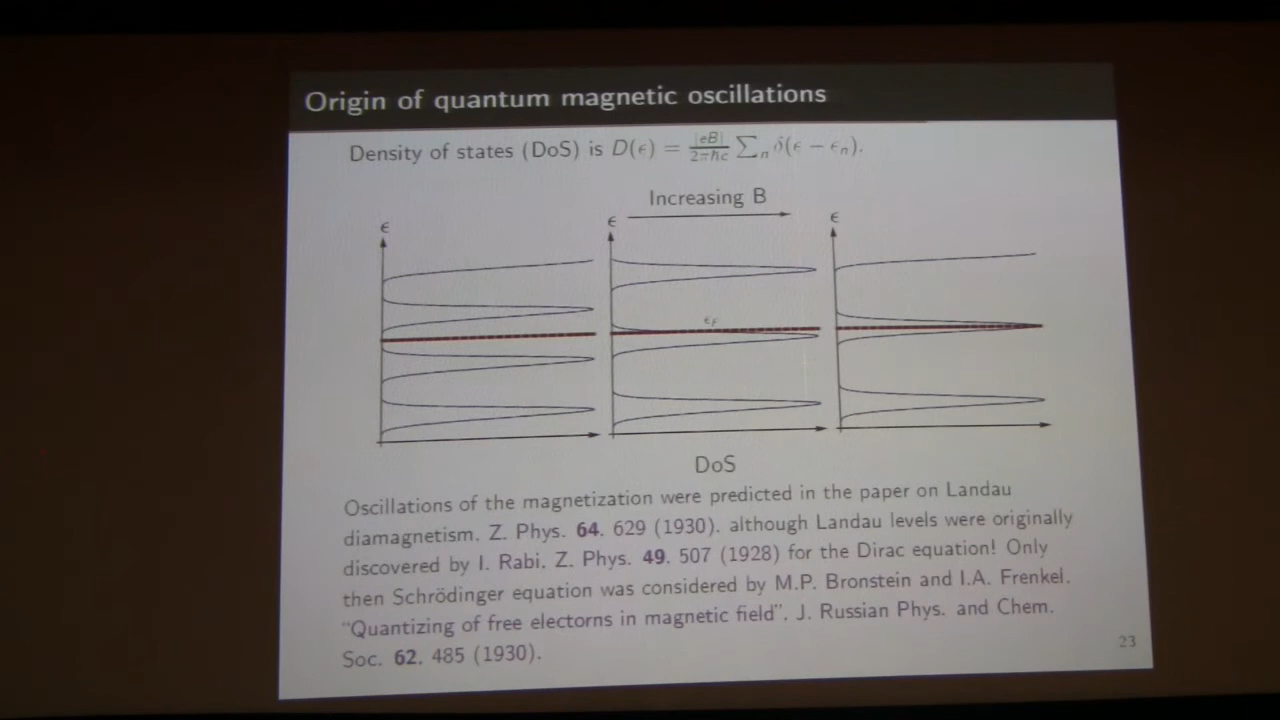 Origin of quantum magnetic oscillations
Density of states (DoS) is D(ϵ) = |eB|/2πħc ∑ₙ δ(ϵ − ϵₙ).
Increasing B
ϵ
ϵ
ϵ
ϵF
DoS
Oscillations of the magnetization were predicted in the paper on Landau
diamagnetism. Z. Phys. 64. 629 (1930). although Landau levels were originally
discovered by I. Rabi. Z. Phys. 49. 507 (1928) for the Dirac equation! Only
then Schrödinger equation was considered by M.P. Bronstein and I.A. Frenkel.
“Quantizing of free electorns in magnetic field”. J. Russian Phys. and Chem.
Soc. 62. 485 (1930).
23